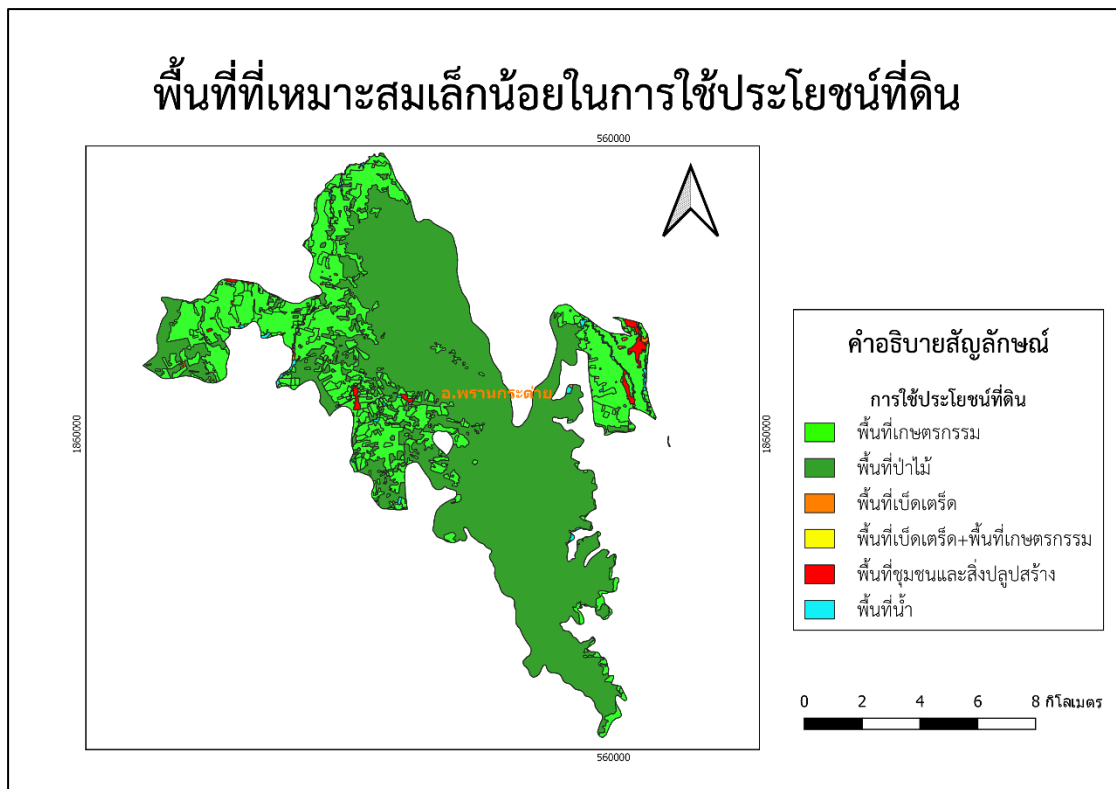 พื้นที่ที่เหมาะสมเล็กน้อยในการใช้ประโยชน์ที่ดิน
560000
1860000
อ.พรานกระต่าย
1860000
560000
คำอธิบายสัญลักษณ์
การใช้ประโยชน์ที่ดิน
พื้นที่เกษตรกรรม
พื้นที่ป่าไม้
พื้นที่เบ็ดเตร็ด
พื้นที่เบ็ดเตร็ด+พื้นที่เกษตรกรรม
พื้นที่ชุมชนและสิ่งปลูปสร้าง
พื้นที่น้ำ
0 2 4 6 8 กิโลเมตร